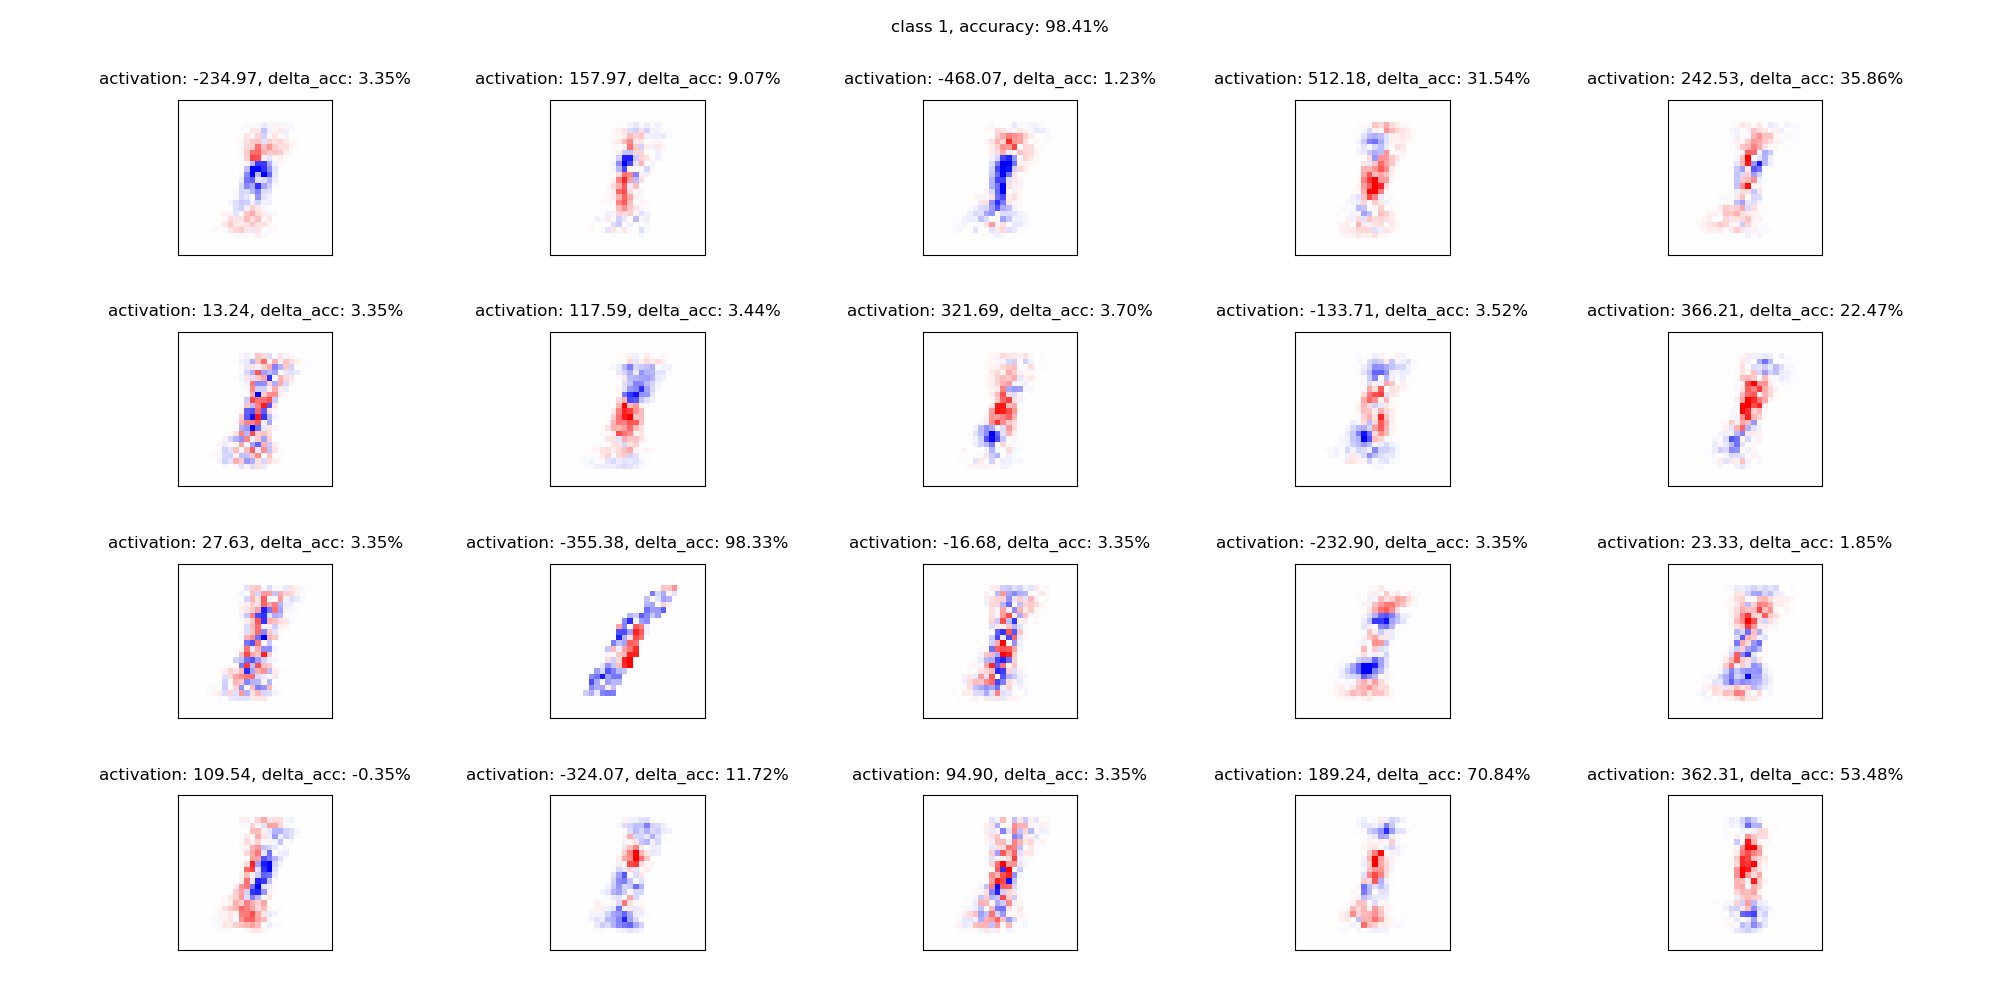 class 1, accuracy: 98.41%
activation: -234.97, delta_acc: 3.35%
activation: 157.97, delta_acc: 9.07%
activation: -468.07, delta_acc: 1.23%
activation: 512.18, delta_acc: 31.54%
activation: 242.53, delta_acc: 35.86%
activation: 13.24, delta_acc: 3.35%
activation: 117.59, delta_acc: 3.44%
activation: 321.69, delta_acc: 3.70%
activation: -133.71, delta_acc: 3.52%
activation: 366.21, delta_acc: 22.47%
activation: 27.63, delta_acc: 3.35%
activation: -355.38, delta_acc: 98.33%
activation: -16.68, delta_acc: 3.35%
activation: -232.90, delta_acc: 3.35%
activation: 23.33, delta_acc: 1.85%
activation: 109.54, delta_acc: -0.35%
activation: -324.07, delta_acc: 11.72%
activation: 94.90, delta_acc: 3.35%
activation: 189.24, delta_acc: 70.84%
activation: 362.31, delta_acc: 53.48%